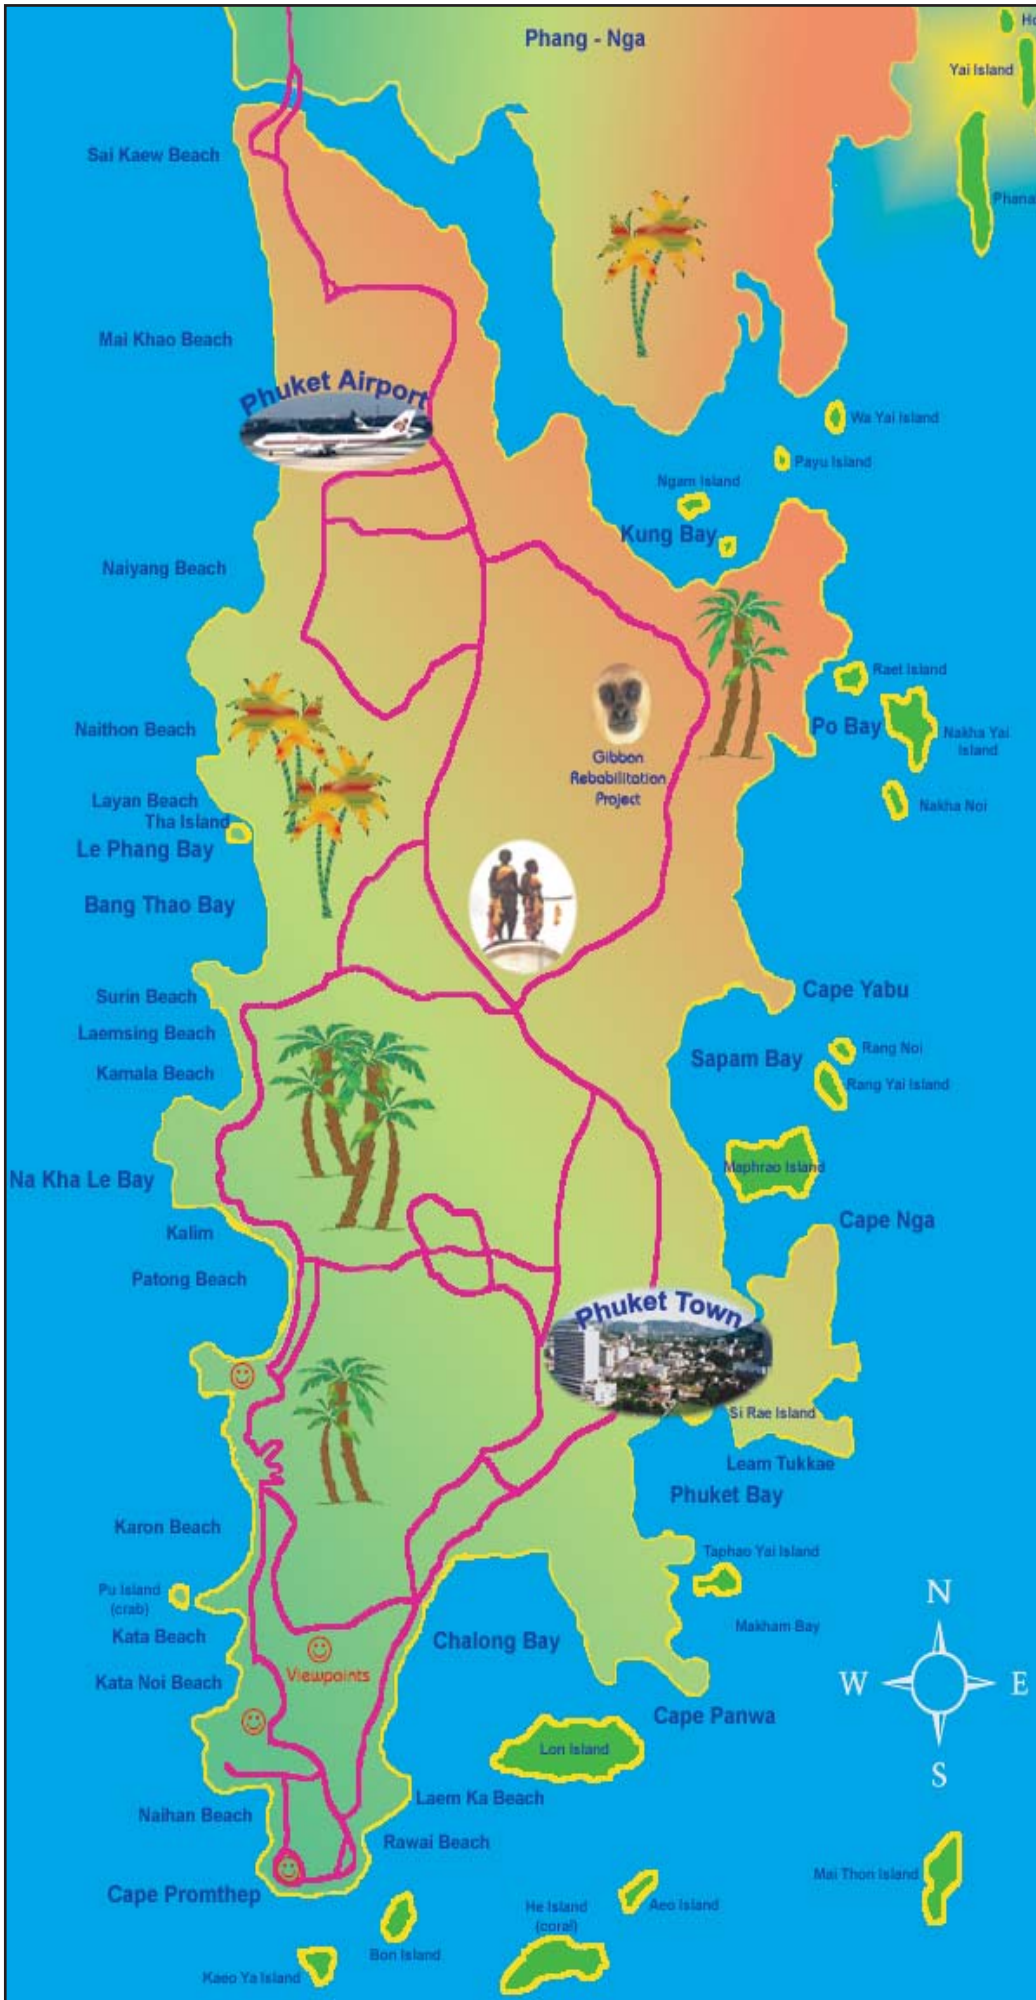 Phang - Nga
Yai Island
Sai Kaew Beach
Mai Khao Beach
Phuket Airport
Wa Yai Island
Payu Island
Ngam Island
Kung Bay
Naiyang Beach
Raet Island
Naithon Beach
Po Bay
Nakha Yai
Island
Gibbon
Rebabilitation
Project
Nakha Noi
Layan Beach
Tha Island
Le Phang Bay
Bang Thao Bay
Surin Beach
Cape Yabu
Laemsing Beach
Rang Noi
Sapam Bay
Kamala Beach
Rang Yai Island
Na Kha Le Bay
Maphrao Island
Kalim
Cape Nga
Patong Beach
Phuket Town
Si Rae Island
Leam Tukkae
Phuket Bay
Karon Beach
Taphao Yai Island
Pu Island
(crab)
Makham Bay
Kata Beach
Chalong Bay
Viewpoints
Kata Noi Beach
N
W
E
S
Cape Panwa
Lon Island
Laem Ka Beach
Naihan Beach
Rawai Beach
Cape Promthep
Mai Thon Island
He Island
(coral)
Aeo Island
Bon Island
Kaeo Ya Island